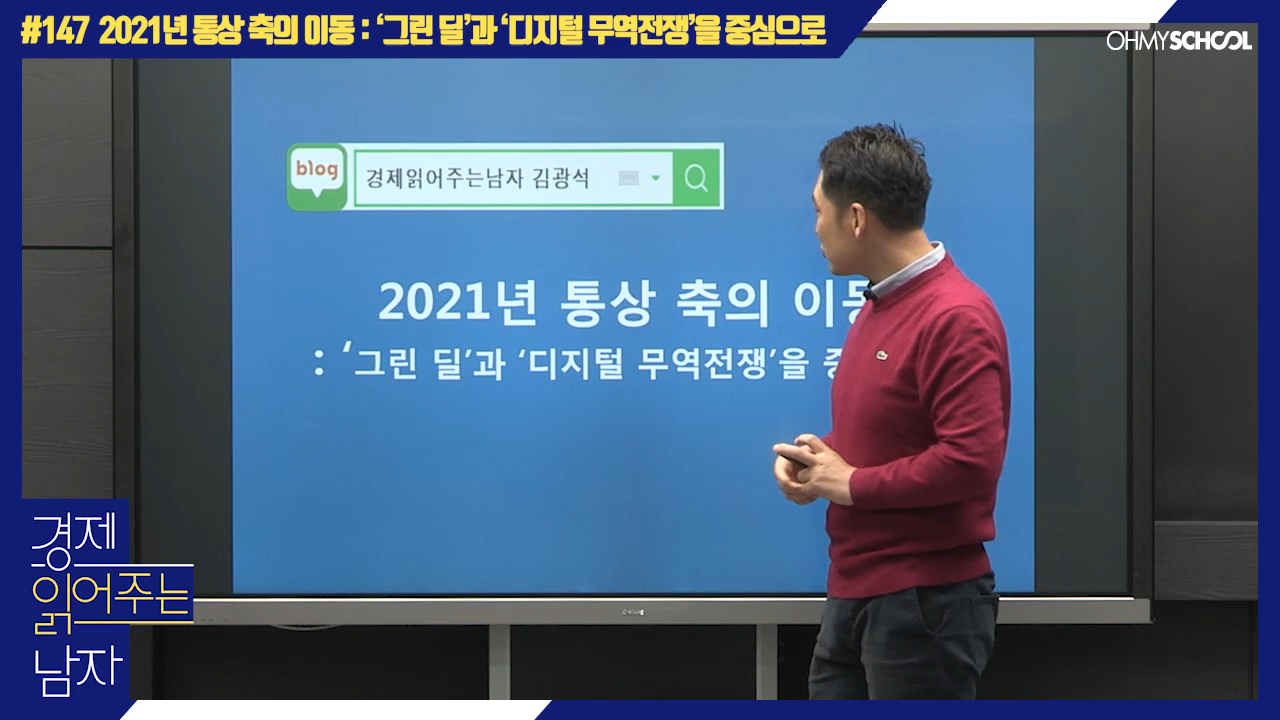 #147 2021년 통상 축의 이동 : ‘그린 딜’과 ‘디지털 무역전쟁’을 중심으로
OHMYSCHOOL
blog
경제읽어주는남자 김광석
2021년 통상 축의 이동
: ‘그린 딜’과 ‘디지털 무역전쟁’을
경제
읽어주는
남자